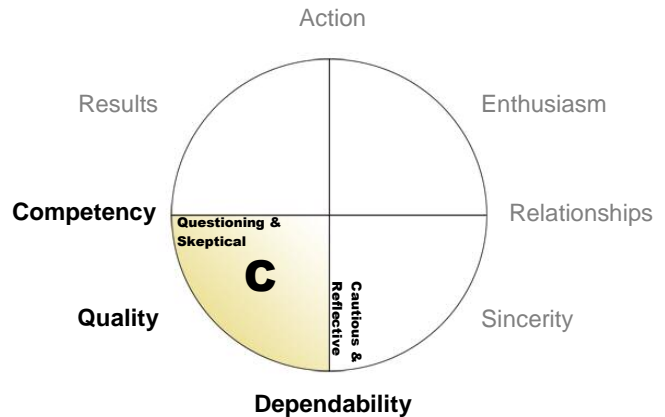 Action
Results
Enthusiasm
Competency
Relationships
Questioning &
Skeptical
C
Cautious &
Reflective
Quality
Sincerity
Dependability